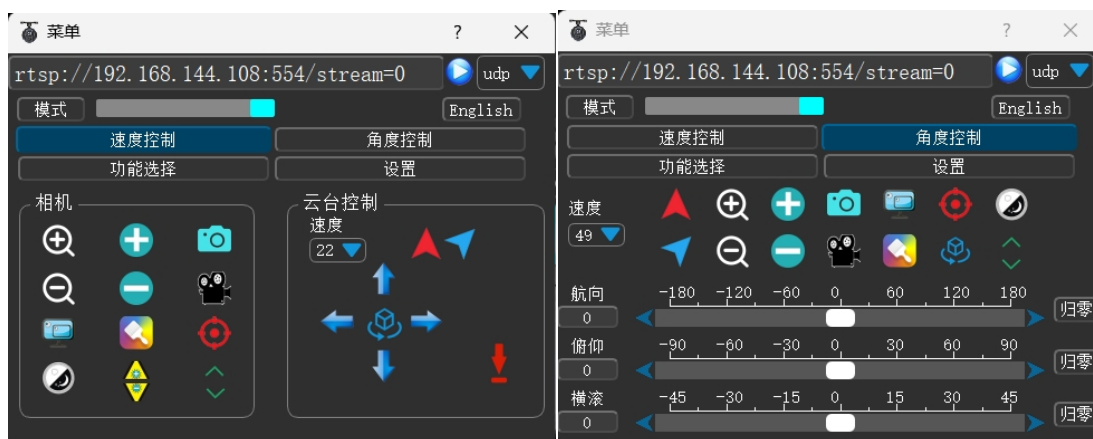 菜单 ?
rtsp://192.168.144.108:554/stream=0 udp
模式 English
速度控制 角度控制
功能选择 设置
相机
云台控制
速度
22
菜单 ?
rtsp://192.168.144.108:554/stream=0 udp
模式 English
速度控制 角度控制
功能选择 设置
速度
49
航向 -180 -120 -60 0 60 120 180
0 归零
俯仰 -90 -60 -30 0 30 60 90
0 归零
横滚 -45 -30 -15 0 15 30 45
0 归零